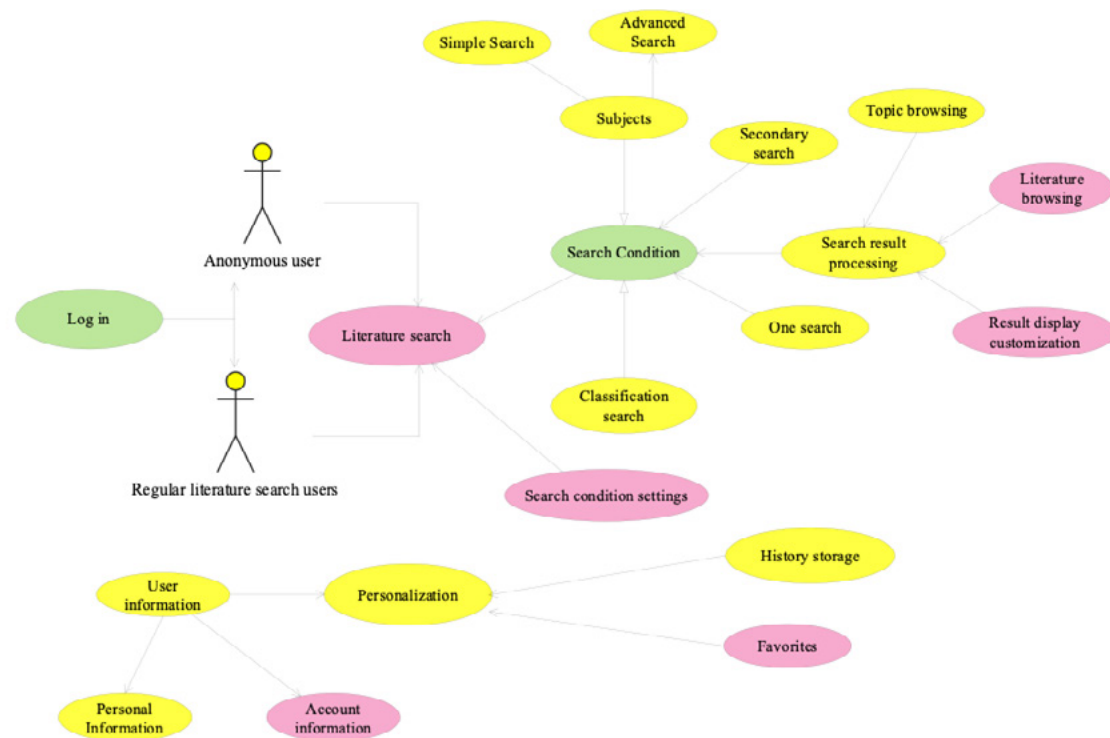 Advanced
Search
Simple Search
Topic browsing
Subjects
Secondary
search
Literature
browsing
Anonymous user
Search Condition
Search result
processing
Log in
Literature search
One search
Result display
customization
Classification
search
Regular literature search users
Search condition settings
History storage
User
information
Personalization
Favorites
Personal
Information
Account
information